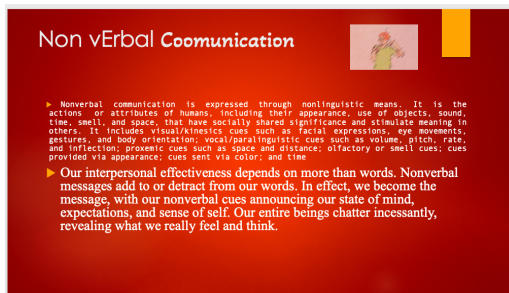 Non vErbal Coomunication
Nonverbal communication is expressed through nonlinguistic means. It is the
actions or attributes of humans, including their appearance, use of objects, sound,
time, smell, and space, that have socially shared significance and stimulate meaning in
others. It includes visual/kinesics cues such as facial expressions, eye movements,
gestures, and body orientation; vocal/paralinguistic cues such as volume, pitch, rate,
and inflection; proxemic cues such as space and distance; olfactory or smell cues; cues
provided via appearance; cues sent via color; and time
Our interpersonal effectiveness depends on more than words. Nonverbal
messages add to or detract from our words. In effect, we become the
message, with our nonverbal cues announcing our state of mind,
expectations, and sense of self. Our entire beings chatter incessantly,
revealing what we really feel and think.